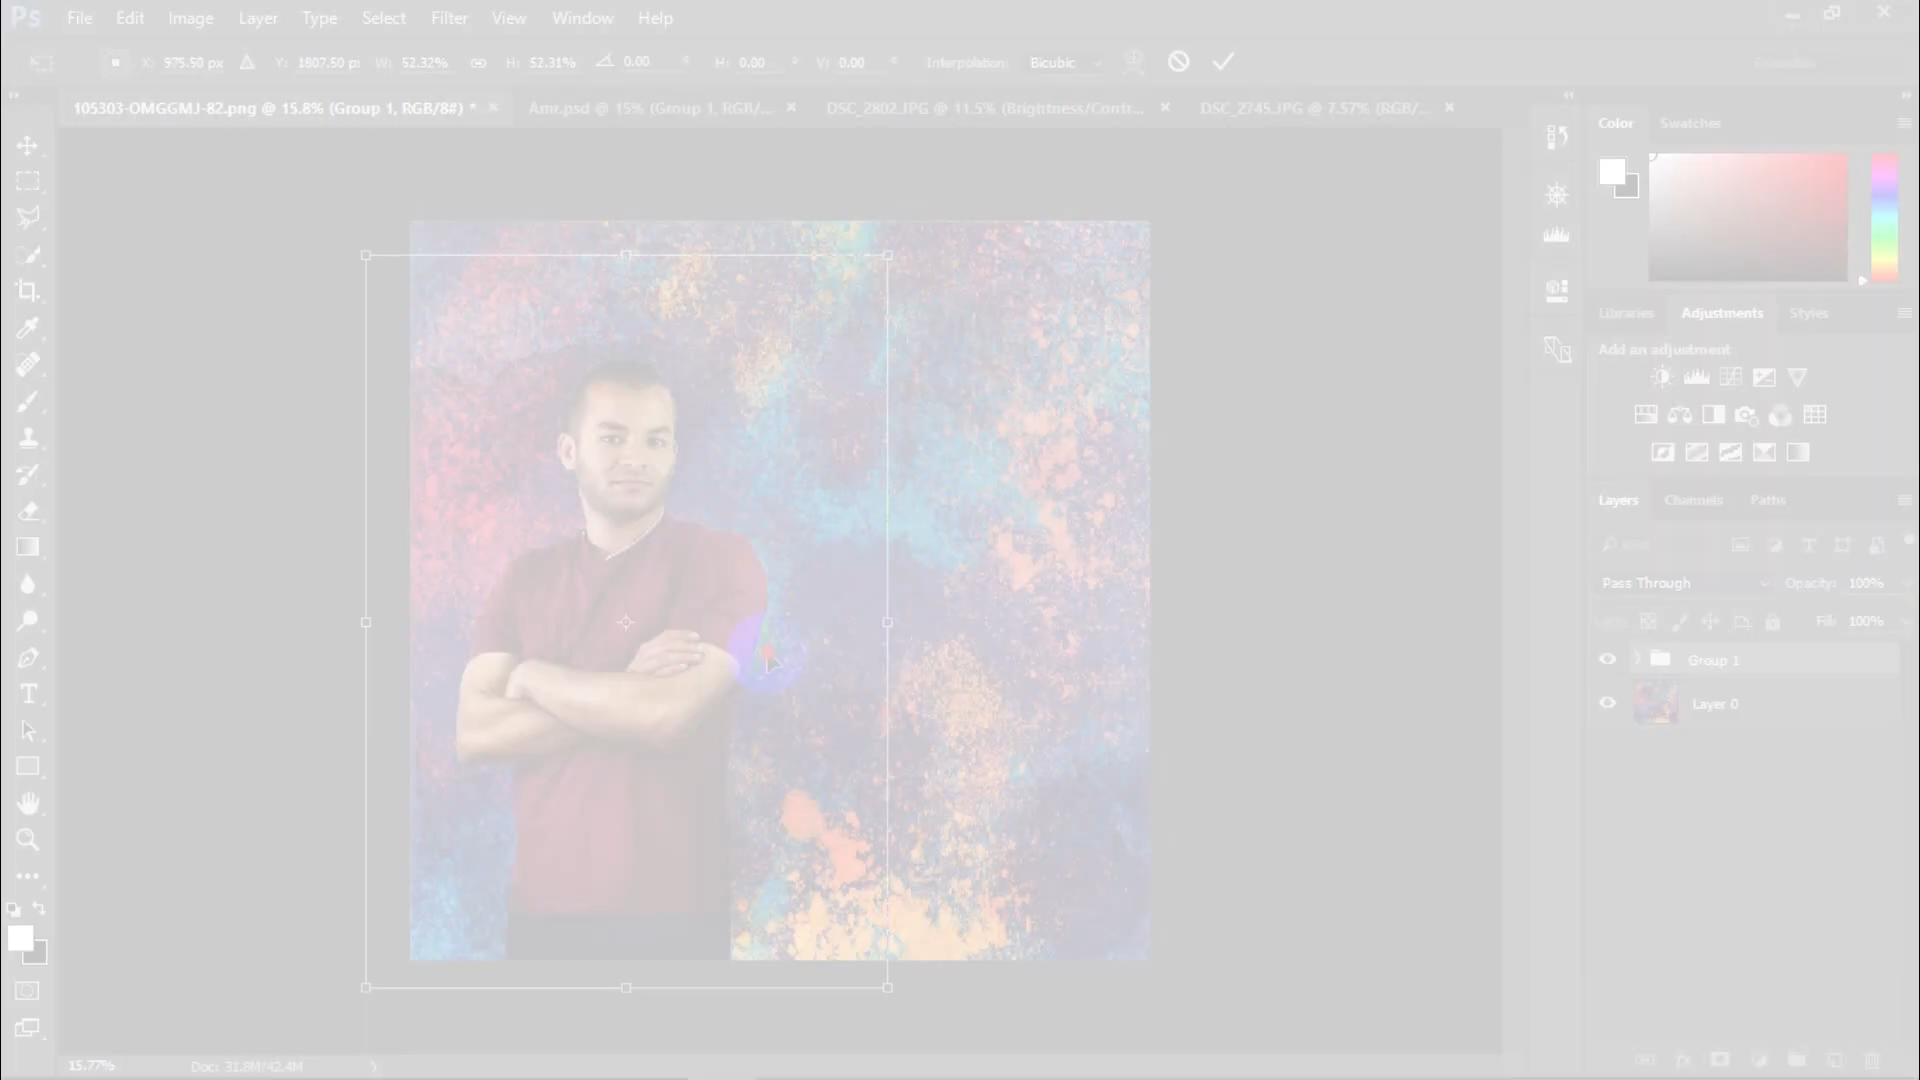 Ps File Edit Image Layer Type Select Filter View Window Help
X: 975.50 px Y: 1807.50 p W: 52.32% H: 52.31% 0.00 ° H: 0.00 ° V: 0.00 ° Interpolation: Bicubic
105303-OMGGMJ-82.png @ 15.8% (Group 1, RGB/8#) * × Amr.psd @ 15% (Group 1, RGB/... × DSC_2802.JPG @ 11.5% (Brightness/Contr... × DSC_2745.JPG @ 7.57% (RGB/... ×
Color Swatches
Libraries Adjustments Styles
Add an adjustment
Layers Channels Paths
Pass Through Opacity: 100%
Fill: 100%
Group 1
Layer 0
15.77% Doc: 31.8M/42.4M